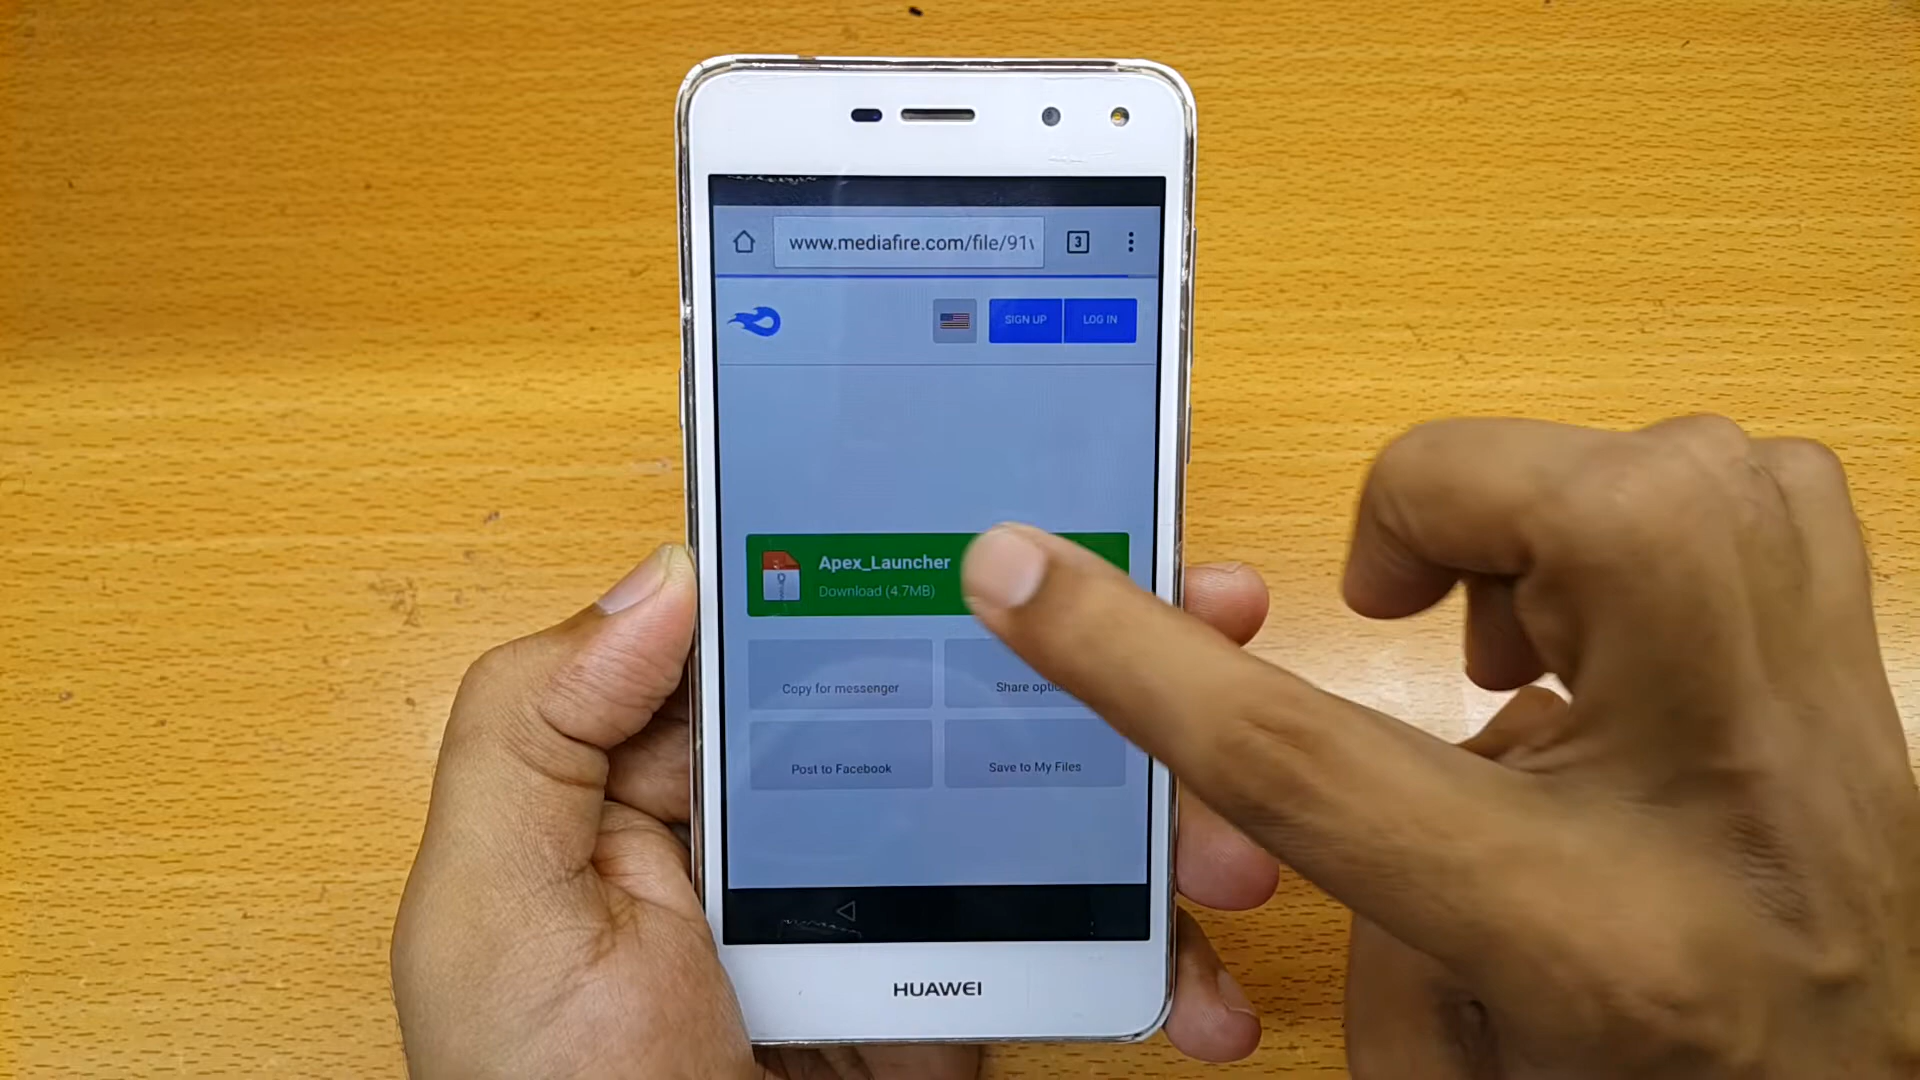 www.mediafire.com/file/91
3
SIGN UP
LOG IN
Apex_Launcher
Download (4.7MB)
Copy for messenger
Share optio
Post to Facebook
Save to My Files
HUAWEI